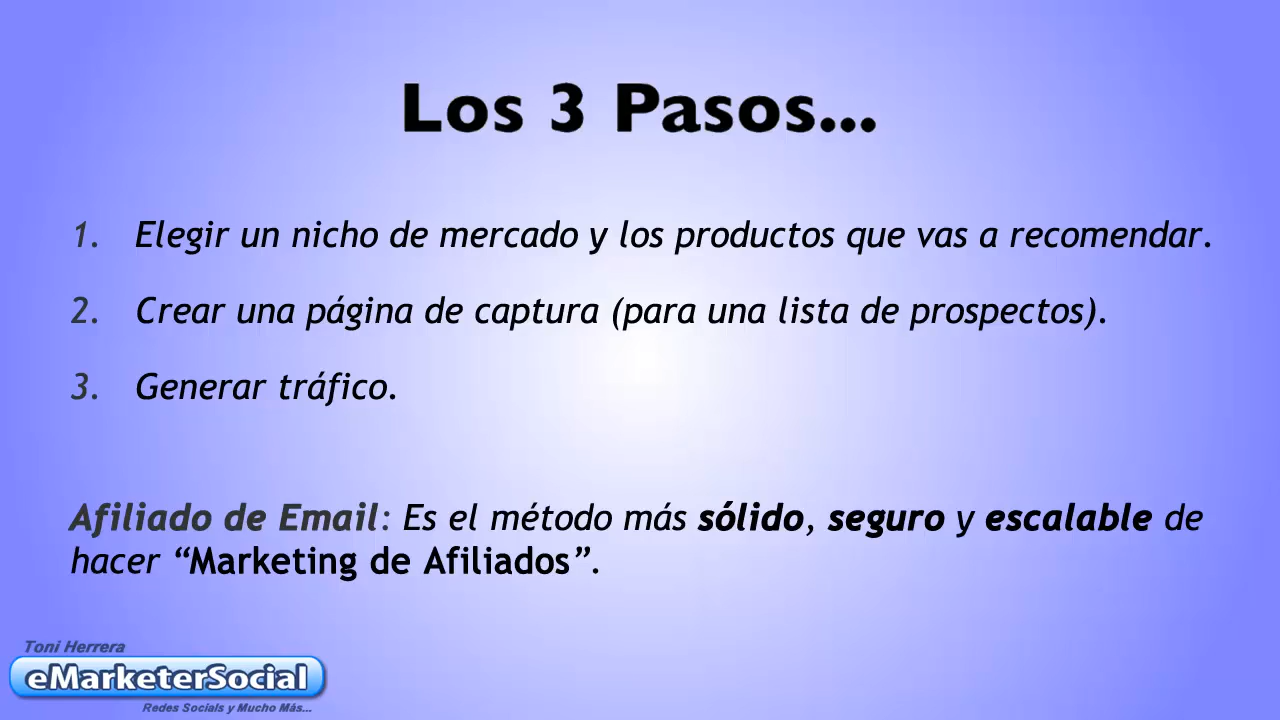 Los 3 Pasos...
1. Elegir un nicho de mercado y los productos que vas a recomendar.
2. Crear una página de captura (para una lista de prospectos).
3. Generar tráfico.
Afiliado de Email: Es el método más sólido, seguro y escalable de
hacer “Marketing de Afiliados”.
Toni Herrera
eMarketerSocial
Redes Socials y Mucho Más...